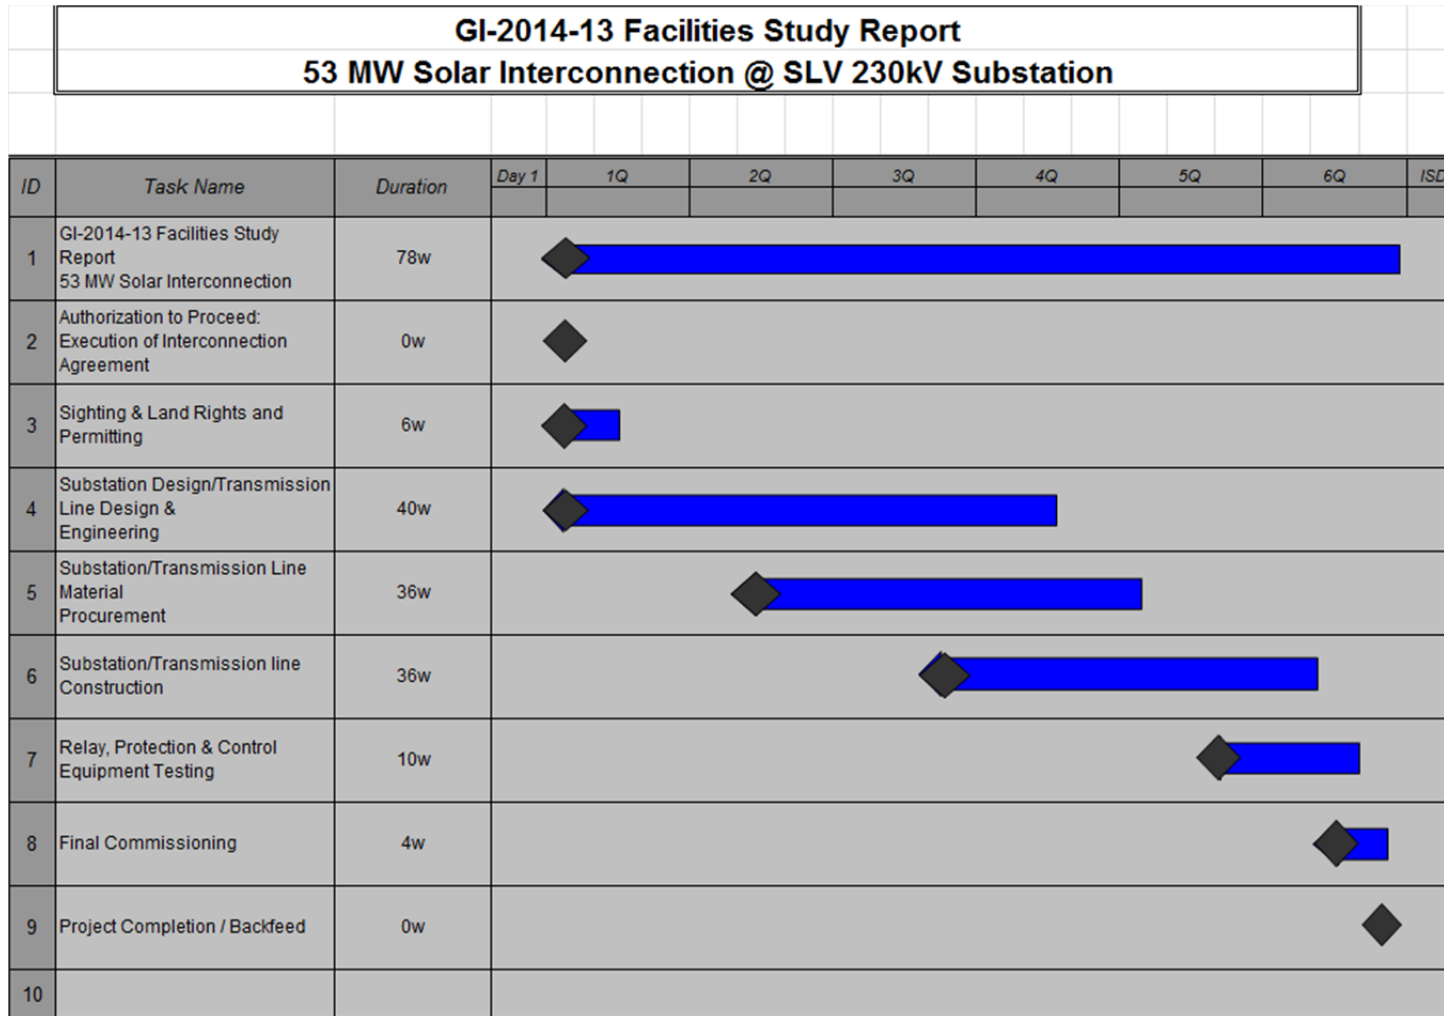 GI-2014-13 Facilities Study Report
53 MW Solar Interconnection @ SLV 230kV Substation
ID Task Name Duration Day 1 1Q 2Q 3Q 4Q 5Q 6Q ISD
1
GI-2014-13 Facilities Study
Report
53 MW Solar Interconnection
78w
2
Authorization to Proceed:
Execution of Interconnection
Agreement
0w
3
Sighting & Land Rights and
Permitting
6w
4
Substation Design/Transmission
Line Design &
Engineering
40w
5
Substation/Transmission Line
Material
Procurement
36w
6
Substation/Transmission line
Construction
36w
7
Relay, Protection & Control
Equipment Testing
10w
8
Final Commissioning
4w
9
Project Completion / Backfeed
0w
10